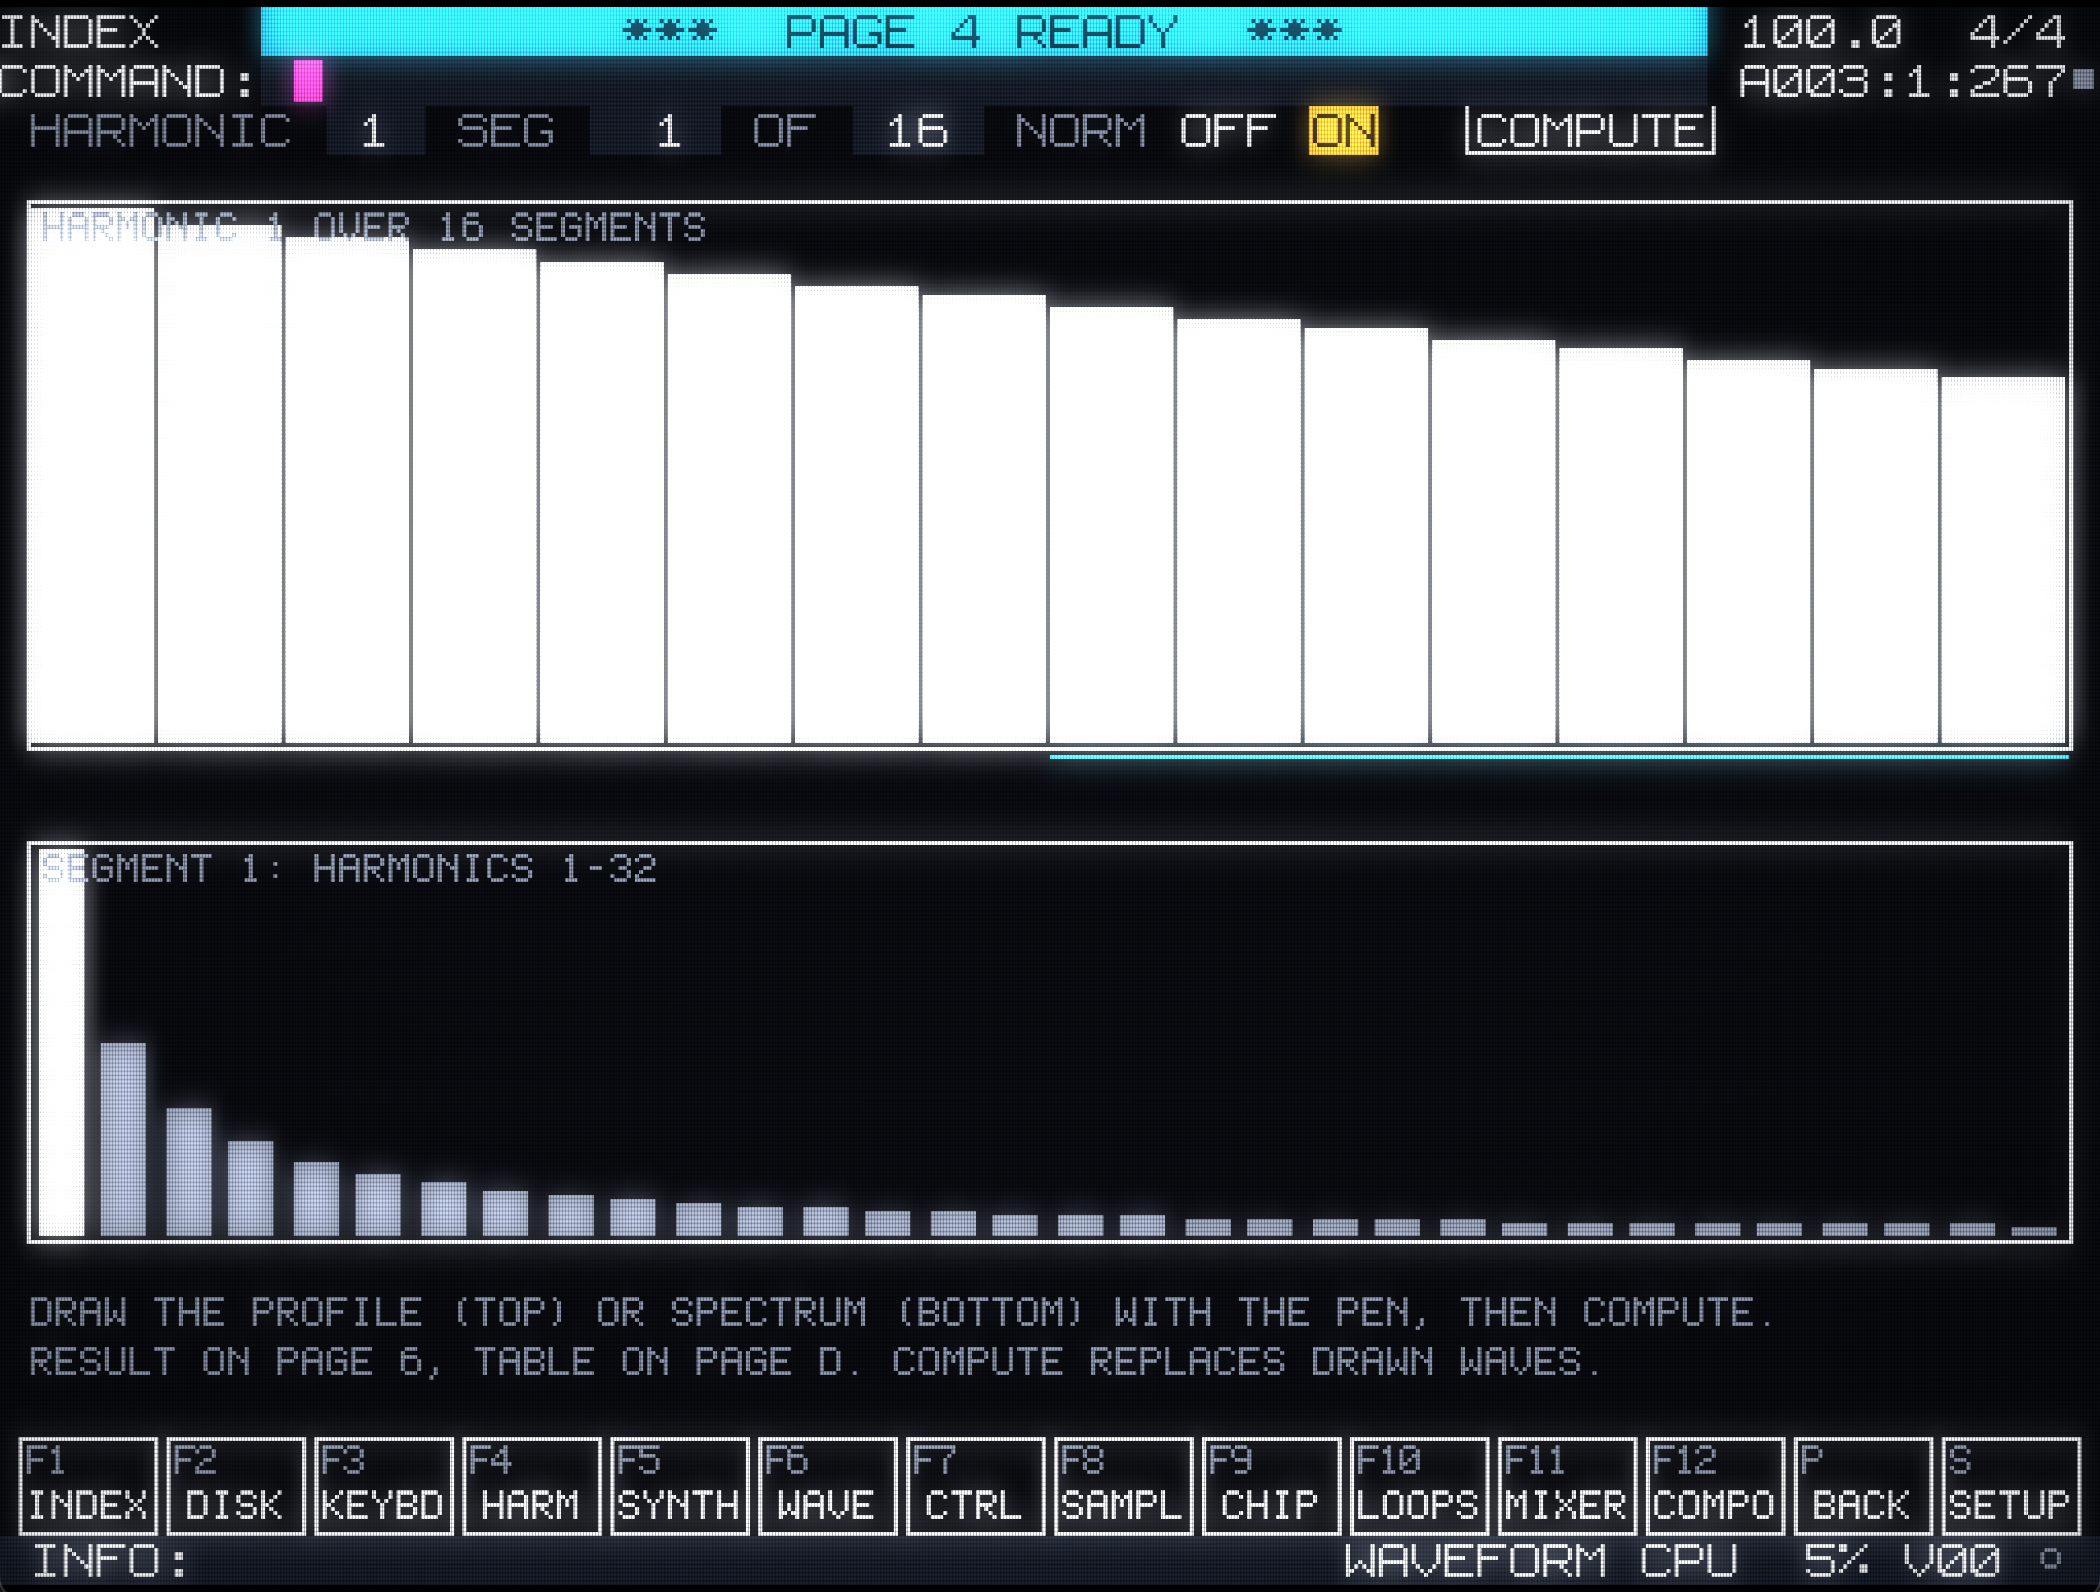 INDEX *** PAGE 4 READY *** 100.0 4/4
COMMAND: A003:1:267
HARMONIC 1 SEG 1 OF 16 NORM OFF ON COMPUTE
HARMONIC 1 OVER 16 SEGMENTS
SEGMENT 1: HARMONICS 1-32
DRAW THE PROFILE (TOP) OR SPECTRUM (BOTTOM) WITH THE PEN, THEN COMPUTE.
RESULT ON PAGE 6, TABLE ON PAGE D. COMPUTE REPLACES DRAWN WAVES.
F1 F2 F3 F4 F5 F6 F7 F8 F9 F10 F11 F12 P S
INDEX DISK KEYBD HARM SYNTH WAVE CTRL SAMPL CHIP LOOPS MIXER COMPO BACK SETUP
INFO: WAVEFORM CPU 5% V00